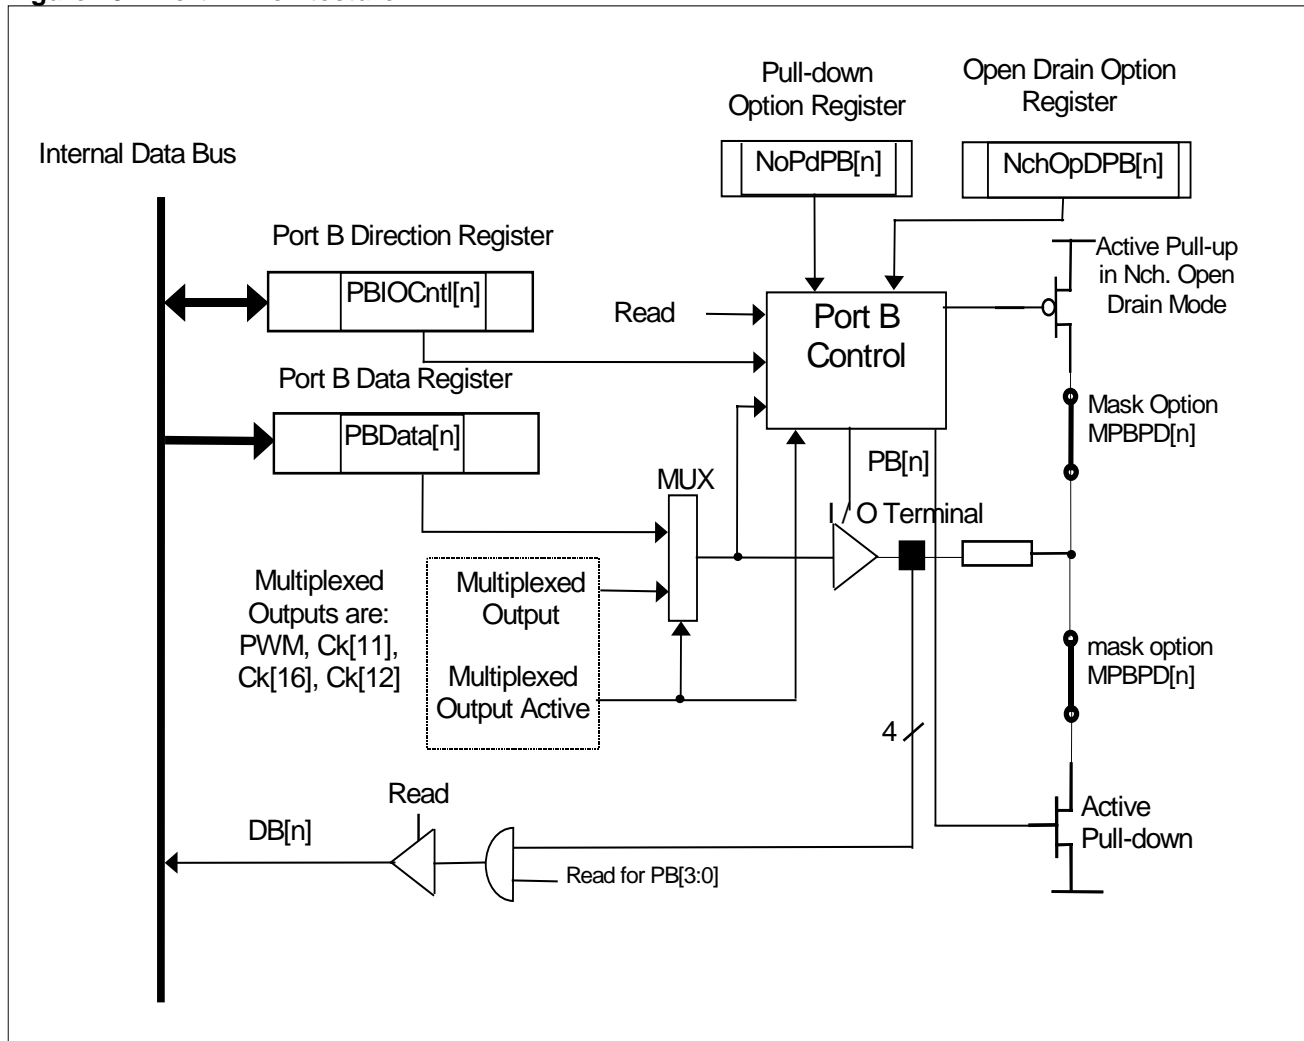 Pull-down
Option Register
Open Drain Option
Register
Internal Data Bus
NoPdPB[n]
NchOpDPB[n]
Port B Direction Register
Active Pull-up
in Nch. Open
Drain Mode
PBIOCntl[n]
Read
Port B
Control
Port B Data Register
Mask Option
MPBPD[n]
PBData[n]
PB[n]
MUX
I / O Terminal
Multiplexed
Outputs are:
PWM, Ck[11],
Ck[16], Ck[12]
Multiplexed
Output
Multiplexed
Output Active
mask option
MPBPD[n]
4
Read
DB[n]
Active
Pull-down
Read for PB[3:0]